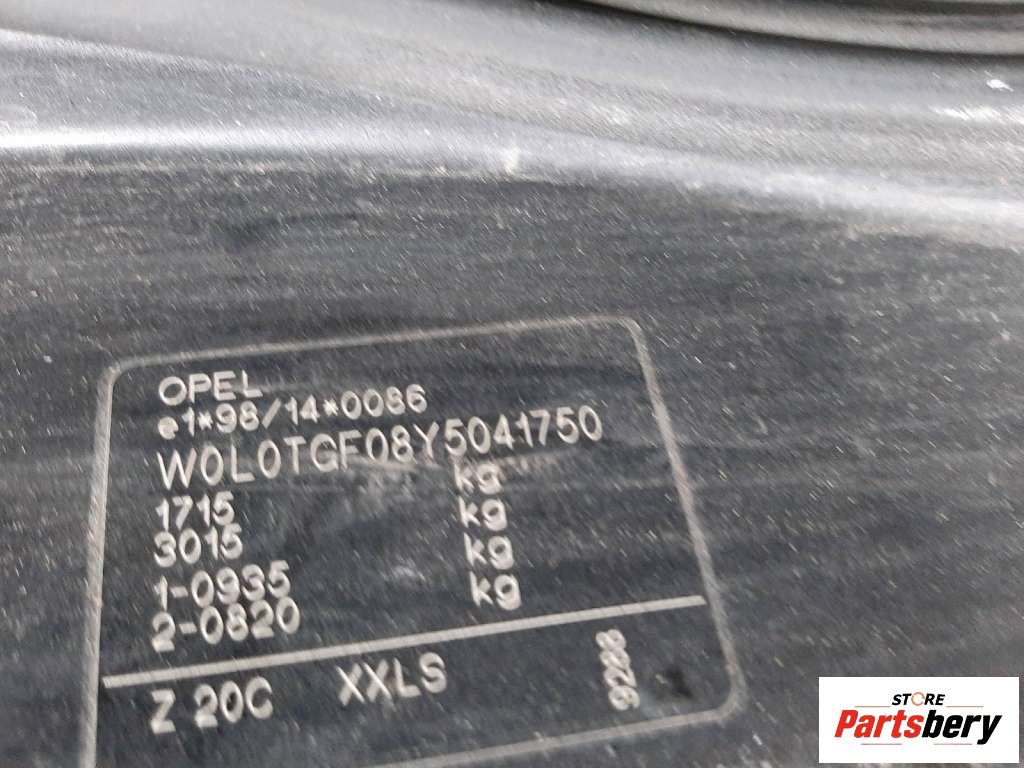 OPEL
e1*98/14*0086
W0L0TGF08Y5041750
1715 kg
3015 kg
1-0935 kg
2-0820 kg
Z 20C XXLS
STORE
Partsbery